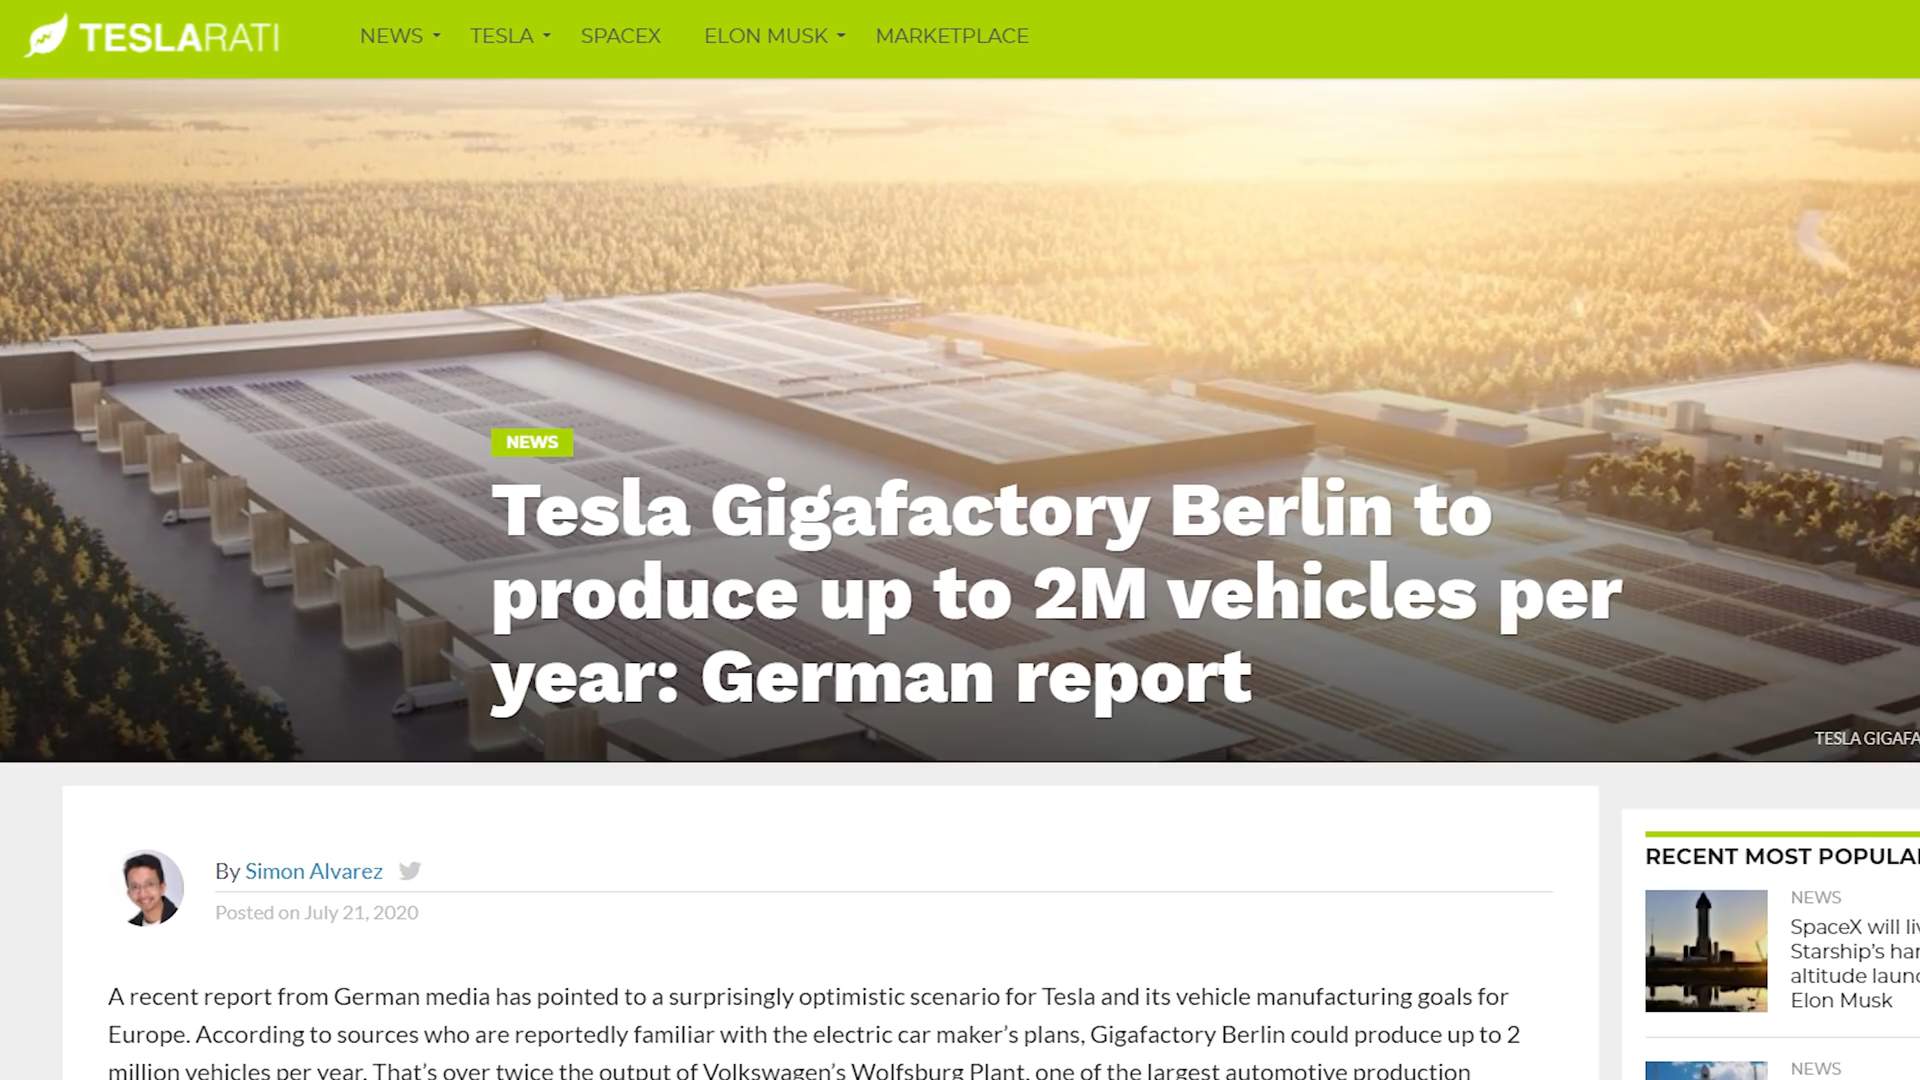 TESLARATI
NEWS
TESLA
SPACEX
ELON MUSK
MARKETPLACE
NEWS
Tesla Gigafactory Berlin to
produce up to 2M vehicles per
year: German report
TESLA
By Simon Alvarez
Posted on July 21, 2020
A recent report from German media has pointed to a surprisingly optimistic scenario for Tesla and its vehicle manufacturing goals for
Europe. According to sources who are reportedly familiar with the electric car maker's plans, Gigafactory Berlin could produce up to 2
million vehicles per year. That's over twice the output of Volkswagen's Wolfsburg Plant, one of the largest automotive production
RECENT MOST
NEWS
SpaceX will
Starship's
altitude
Elon Musk
NEWS